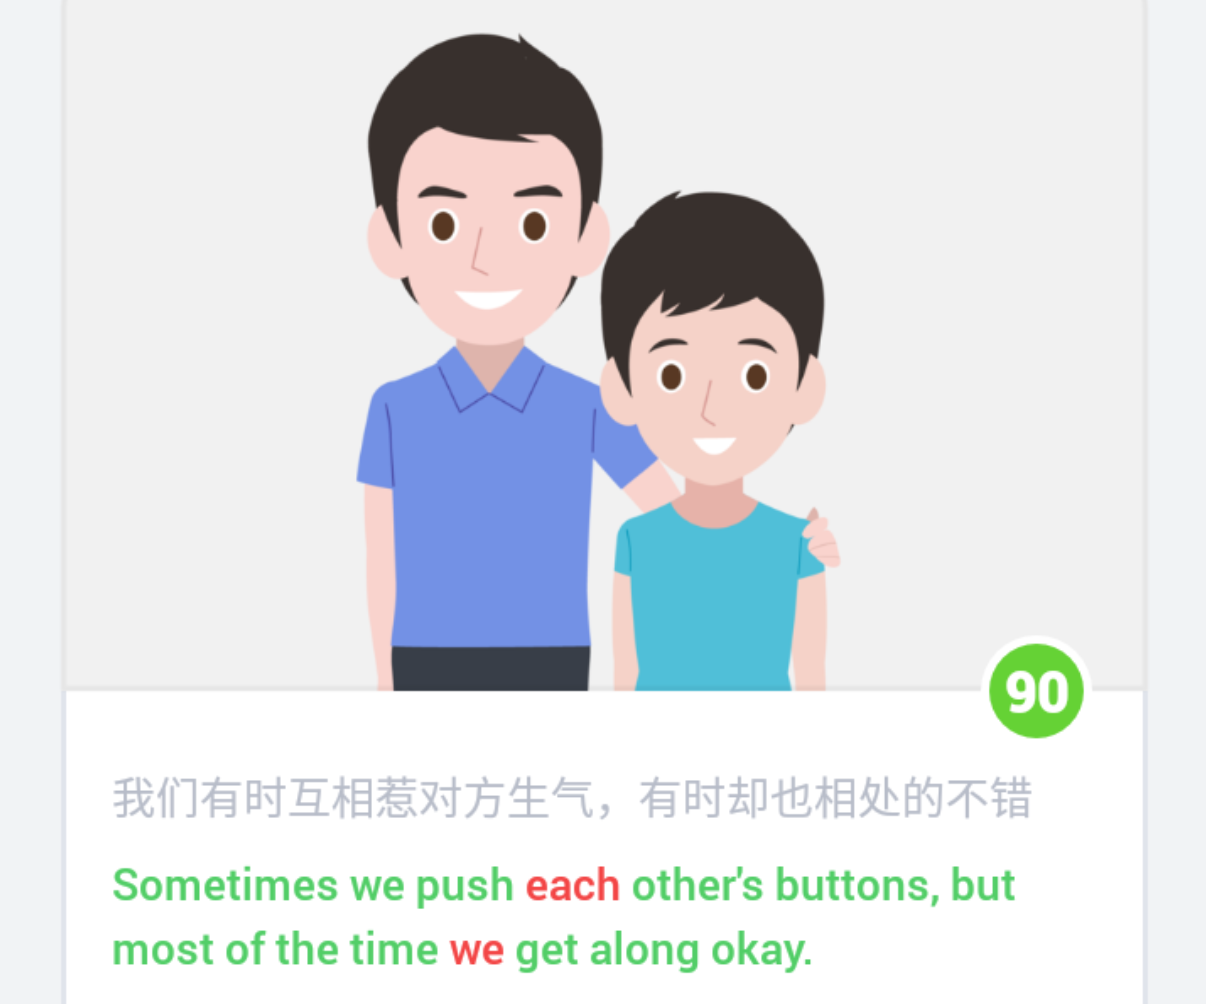 90
我们有时互相惹对方生气，有时却也相处的不错
Sometimes we push each other's buttons, but
most of the time we get along okay.